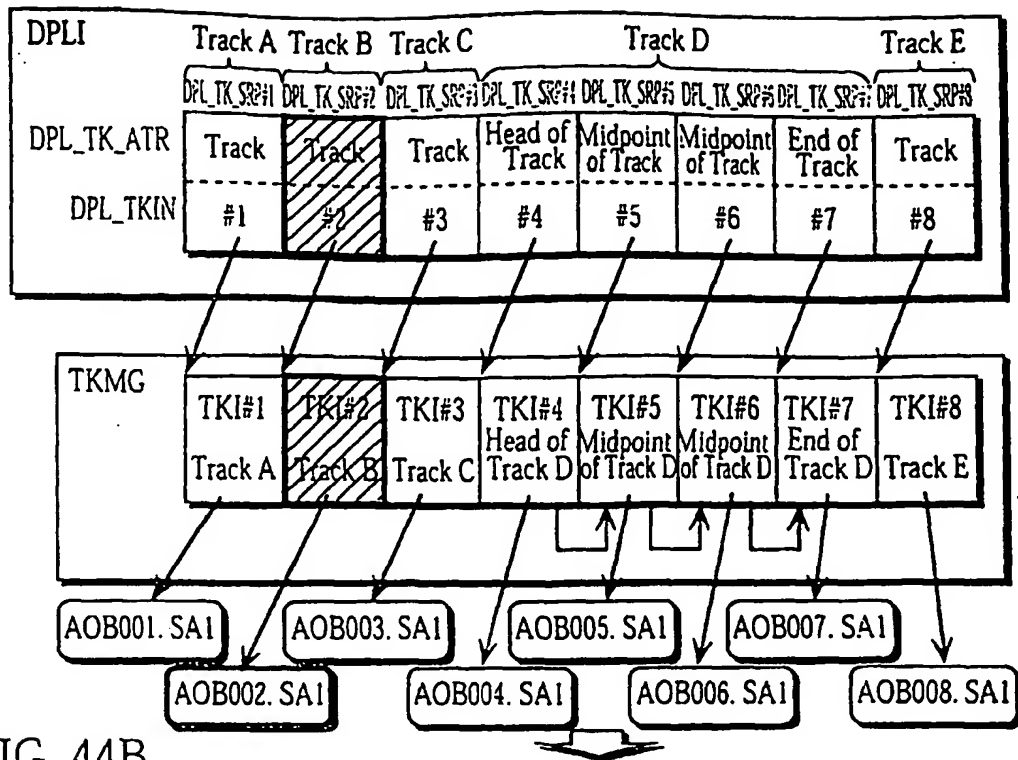 DPLI
Track A Track B Track C Track D Track E
DPL_TK_SRP#1 DPL_TK_SRP#2 DPL_TK_SRP#3 DPL_TK_SRP#4 DPL_TK_SRP#5 DPL_TK_SRP#6 DPL_TK_SRP#7 DPL_TK_SRP#8
DPL_TK_ATR Track Track Track Head of Track Midpoint of Track Midpoint of Track End of Track Track
DPL_TKIN #1 #2 #3 #4 #5 #6 #7 #8
TKMG
TKI#1 TKI#2 TKI#3 TKI#4 TKI#5 TKI#6 TKI#7 TKI#8
Track A Track B Track C Head of Track D Midpoint of Track D Midpoint of Track D End of Track D Track E
AOB001. SA1 AOB003. SA1 AOB005. SA1 AOB007. SA1
AOB002. SA1 AOB004. SA1 AOB006. SA1 AOB008. SA1
IG. 44B